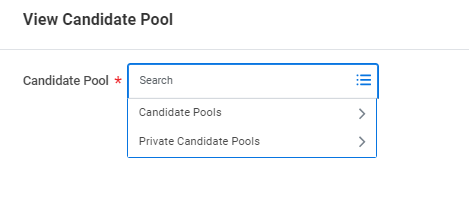 View Candidate Pool
Candidate Pool *
Search
Candidate Pools
Private Candidate Pools